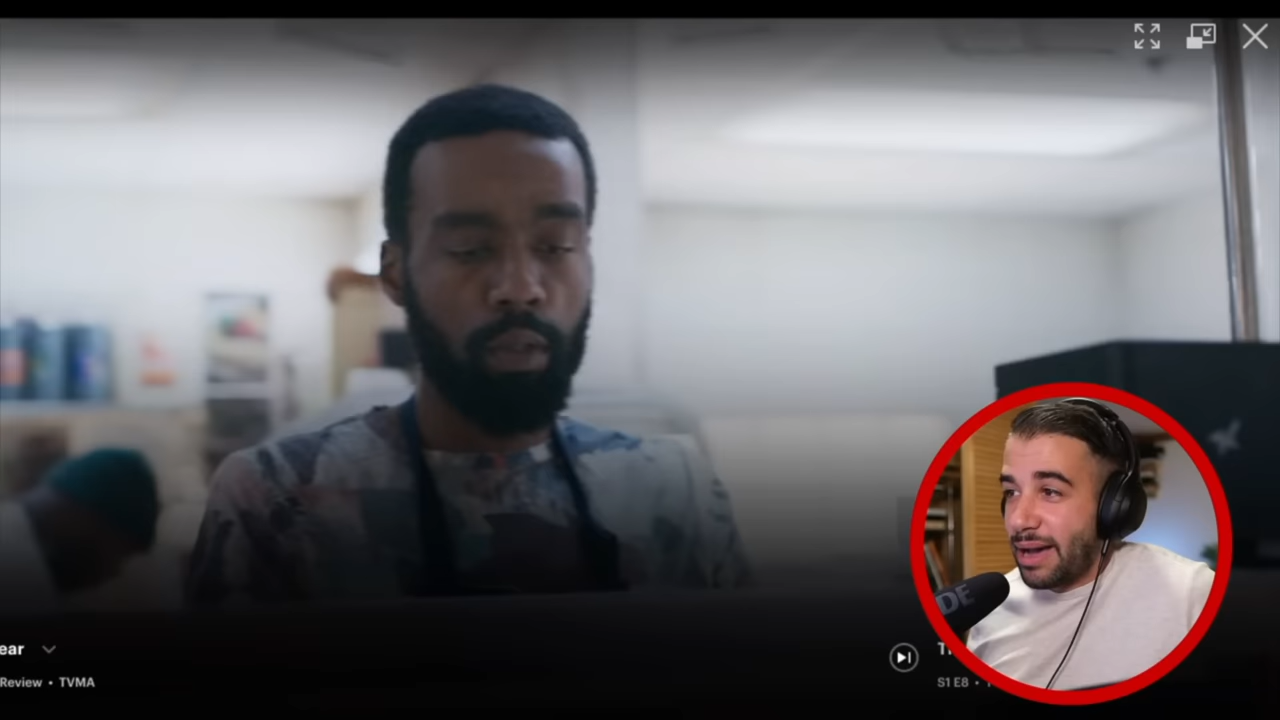 ear
Review • TVMA
S1 E8 •
DE